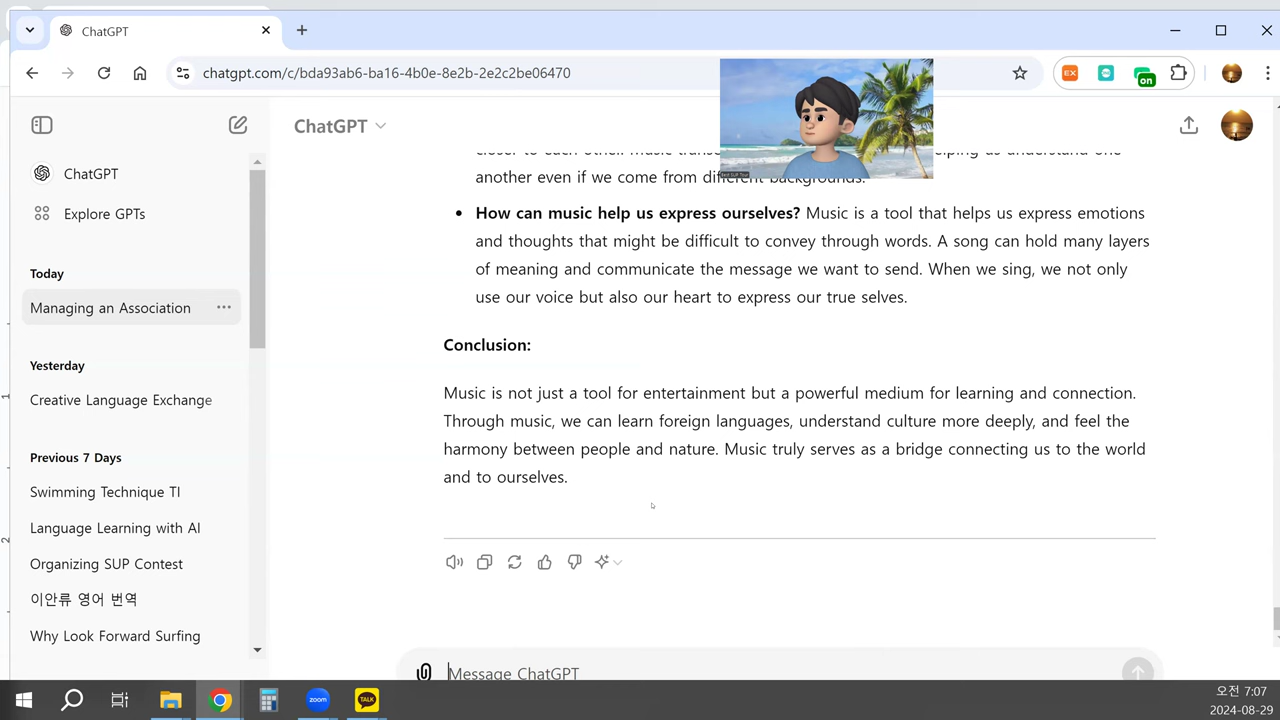 ChatGPT
chatgpt.com/c/bda93ab6-
a16-4b0e-8e2b-2e2c2be06470
EX
on
ChatGPT
ChatGPT
Explore GPTs
Today
Managing an Association
Yesterday
Creative Language Exchange
Previous 7 Days
Swimming Technique TI
Language Learning with AI
Organizing SUP Contest
이안류 영어 번역
Why Look Forward Surfing
another even if we come from different backgrounds.
• How can music help us express ourselves? Music is a tool that helps us express emotions
and thoughts that might be difficult to convey through words. A song can hold many layers
of meaning and communicate the message we want to send. When we sing, we not only
use our voice but also our heart to express our true selves.
Conclusion:
Music is not just a tool for entertainment but a powerful medium for learning and connection.
Through music, we can learn foreign languages, understand culture more deeply, and feel the
harmony between people and nature. Music truly serves as a bridge connecting us to the world
and to ourselves.
Message ChatGPT
zoom
TALK
오전 7:07
2024-08-29